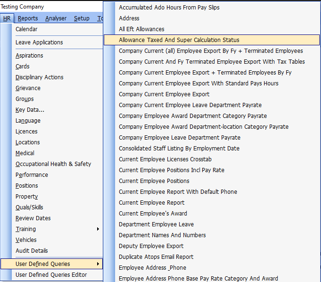 Testing Company
HR Reports Analyser Setup To
Calendar
Leave Applications
Aspirations
Cards
Disciplinary Actions
Grievance
Groups
Key Data...
Language
Licences
Locations
Medical
Occupational Health & Safety
Performance
Positions
Property
Quals/Skills
Review Dates
Training
Vehicles
Audit Details
User Defined Queries
User Defined Queries Editor
Accumulated Ado Hours From Pay Slips
Address
All Eft Allowances
Allowance Taxed And Super Calculation Status
Company Current (all) Employee Export By Fy + Terminated Employees
Company Current And Fy Terminated Employment Export With Tax Tables
Company Current Employee Export + Terminated Employees By Fy
Company Current Employee Export With Standard Pays Hours
Company Current Employee Export
Company Current Employee Leave Department Payrate
Company Employee Award Department Category Payrate
Company Employee Award Department-location Category Payrate
Company Employee Leave Department Payrate
Consolidated Staff Listing By Employment Date
Current Employee Licenses Crosstab
Current Employee Positions Incl Pay Rate
Current Employee Positions
Current Employee Report With Default Phone
Current Employee Report
Current Employee's Award
Department Employee Leave
Department Names And Numbers
Deputy Employee Export
Duplicate Atops Email Report
Employee Address ,Phone
Employee Address Phone Base Pay Rate Category And Award